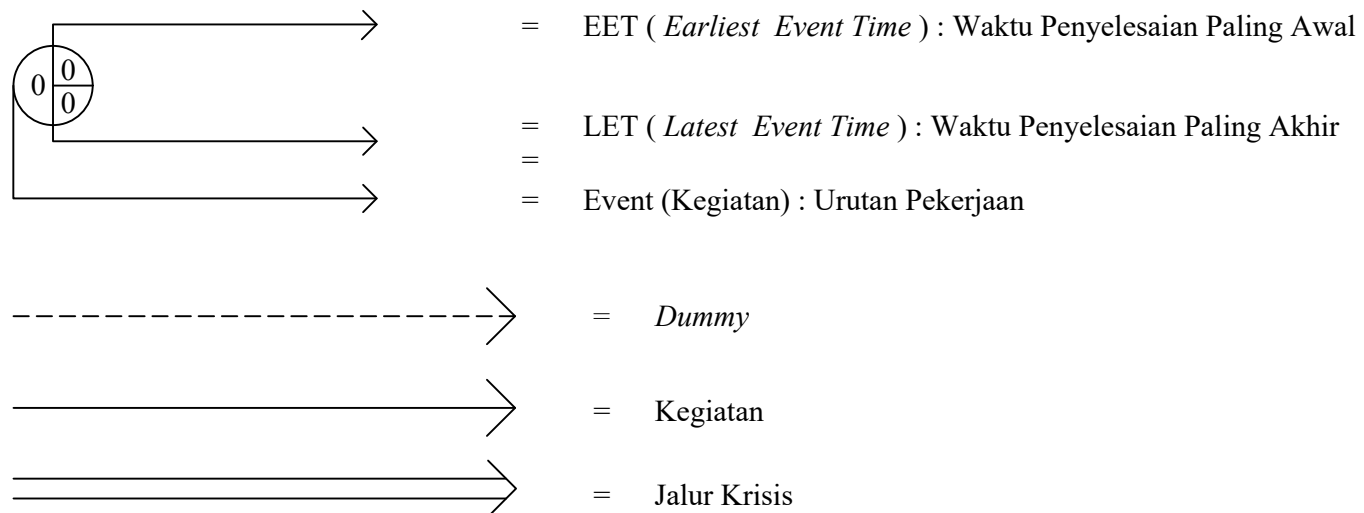 = EET ( Earliest Event Time ) : Waktu Penyelesaian Paling Awal
0 0
0
= LET ( Latest Event Time ) : Waktu Penyelesaian Paling Akhir
=
= Event (Kegiatan) : Urutan Pekerjaan
= Dummy
= Kegiatan
= Jalur Krisis